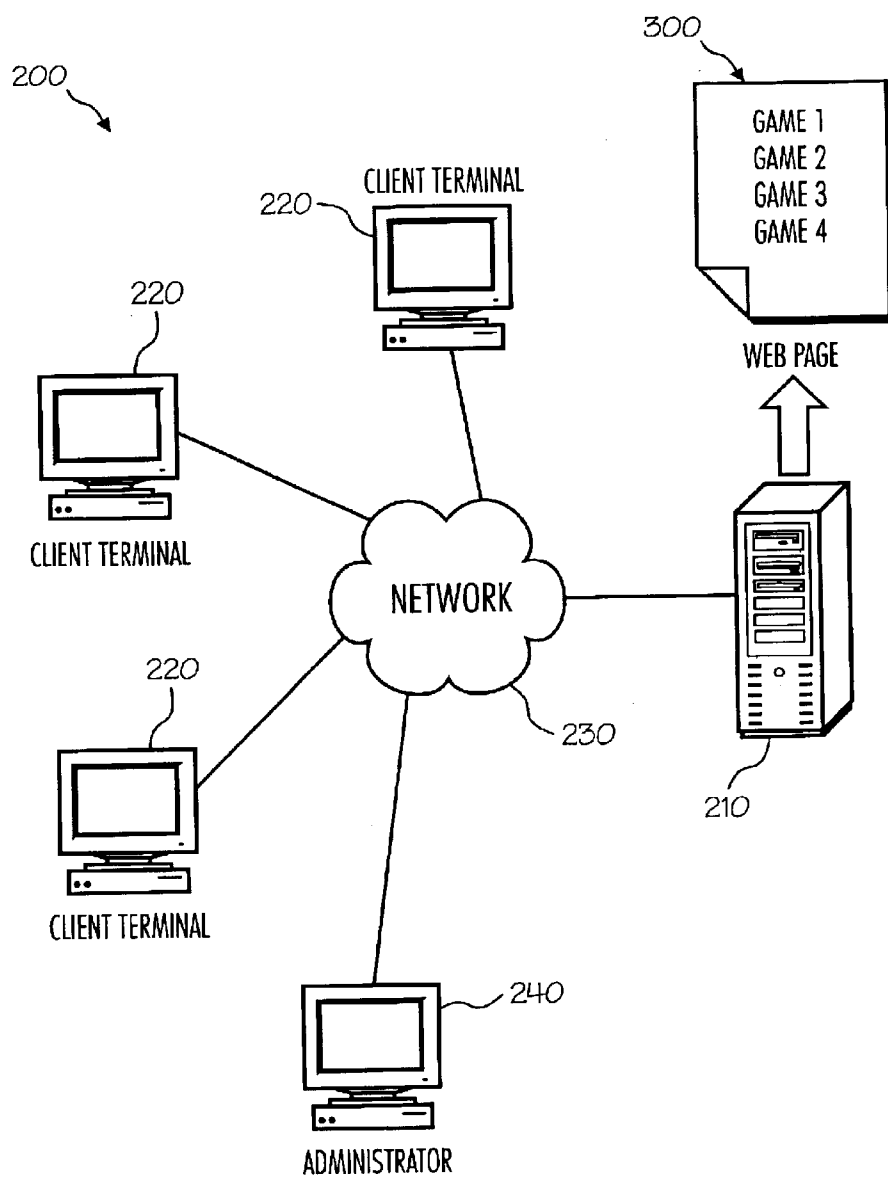 300
200
GAME 1
GAME 2
GAME 3
GAME 4
CLIENT TERMINAL
220
220
WEB PAGE
CLIENT TERMINAL
NETWORK
220
230
210
CLIENT TERMINAL
240
ADMINISTRATOR